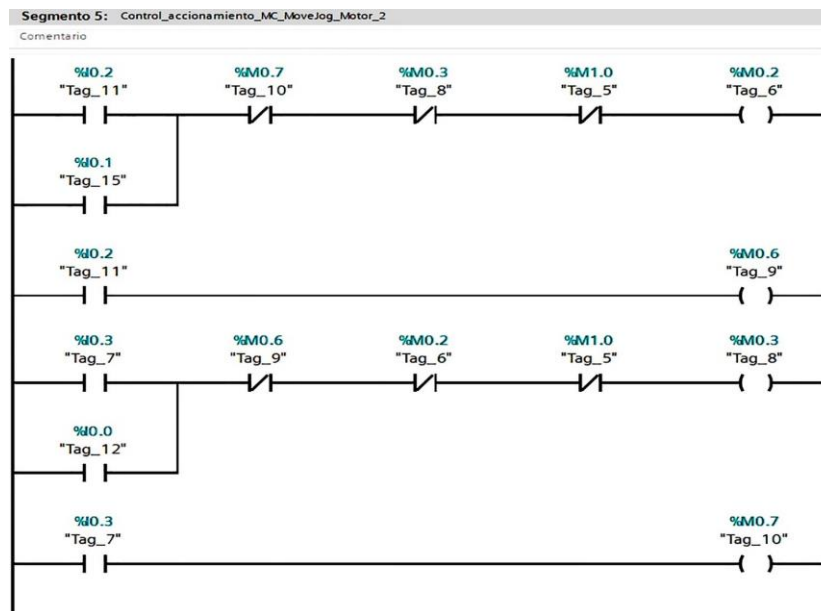 Segmento 5: Control_accionamiento_MC_MoveJog_Motor_2
Comentario
%I0.2 %M0.7 %M0.3 %M1.0 %M0.2
"Tag_11" "Tag_10" "Tag_8" "Tag_5" "Tag_6"
%I0.1
"Tag_15"
%I0.2 %M0.6
"Tag_11" "Tag_9"
%I0.3 %M0.6 %M0.2 %M1.0 %M0.3
"Tag_7" "Tag_9" "Tag_6" "Tag_5" "Tag_8"
%I0.0
"Tag_12"
%I0.3 %M0.7
"Tag_7" "Tag_10"